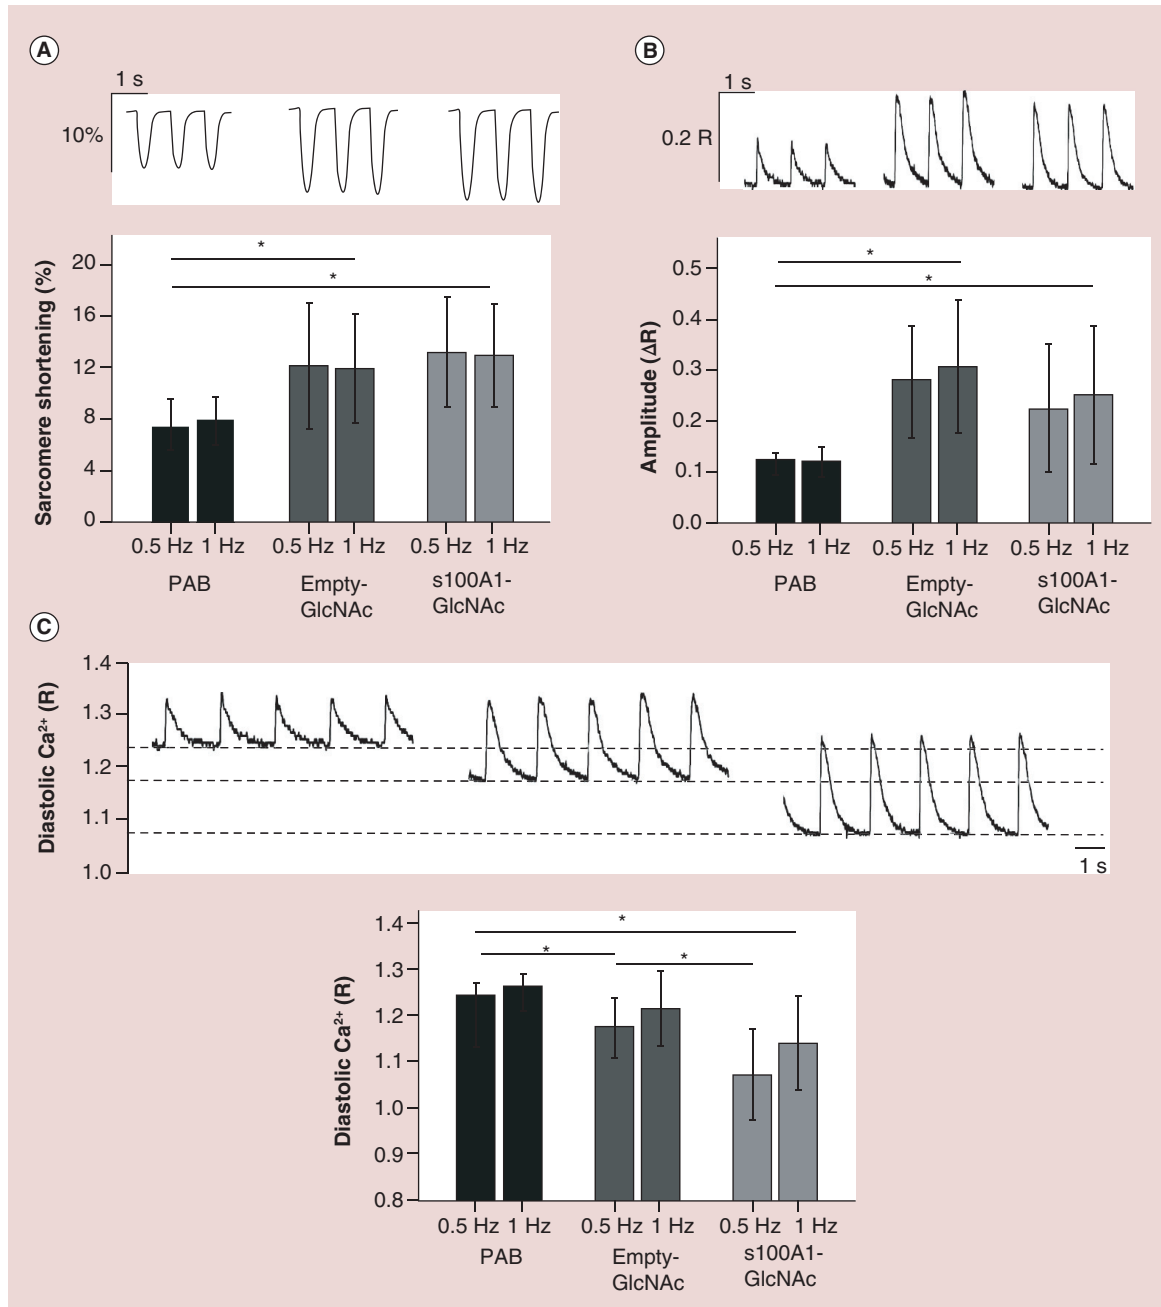 A
1 s
10%
*
*
Sarcomere shortening (%)
20
16
12
8
4
0
0.5 Hz 1 Hz 0.5 Hz 1 Hz 0.5 Hz 1 Hz
PAB
Empty-
GlcNAc
s100A1-
GlcNAc
B
1 s
0.2 R
*
*
Amplitude (ΔR)
0.5
0.4
0.3
0.2
0.1
0.0
0.5 Hz 1 Hz 0.5 Hz 1 Hz 0.5 Hz 1 Hz
PAB
Empty-
GlcNAc
s100A1-
GlcNAc
C
Diastolic Ca²⁺ (R)
1.4
1.3
1.2
1.1
1.0
1 s
*
*
*
Diastolic Ca²⁺ (R)
1.4
1.3
1.2
1.1
1.0
0.9
0.8
0.5 Hz 1 Hz 0.5 Hz 1 Hz 0.5 Hz 1 Hz
PAB
Empty-
GlcNAc
s100A1-
GlcNAc